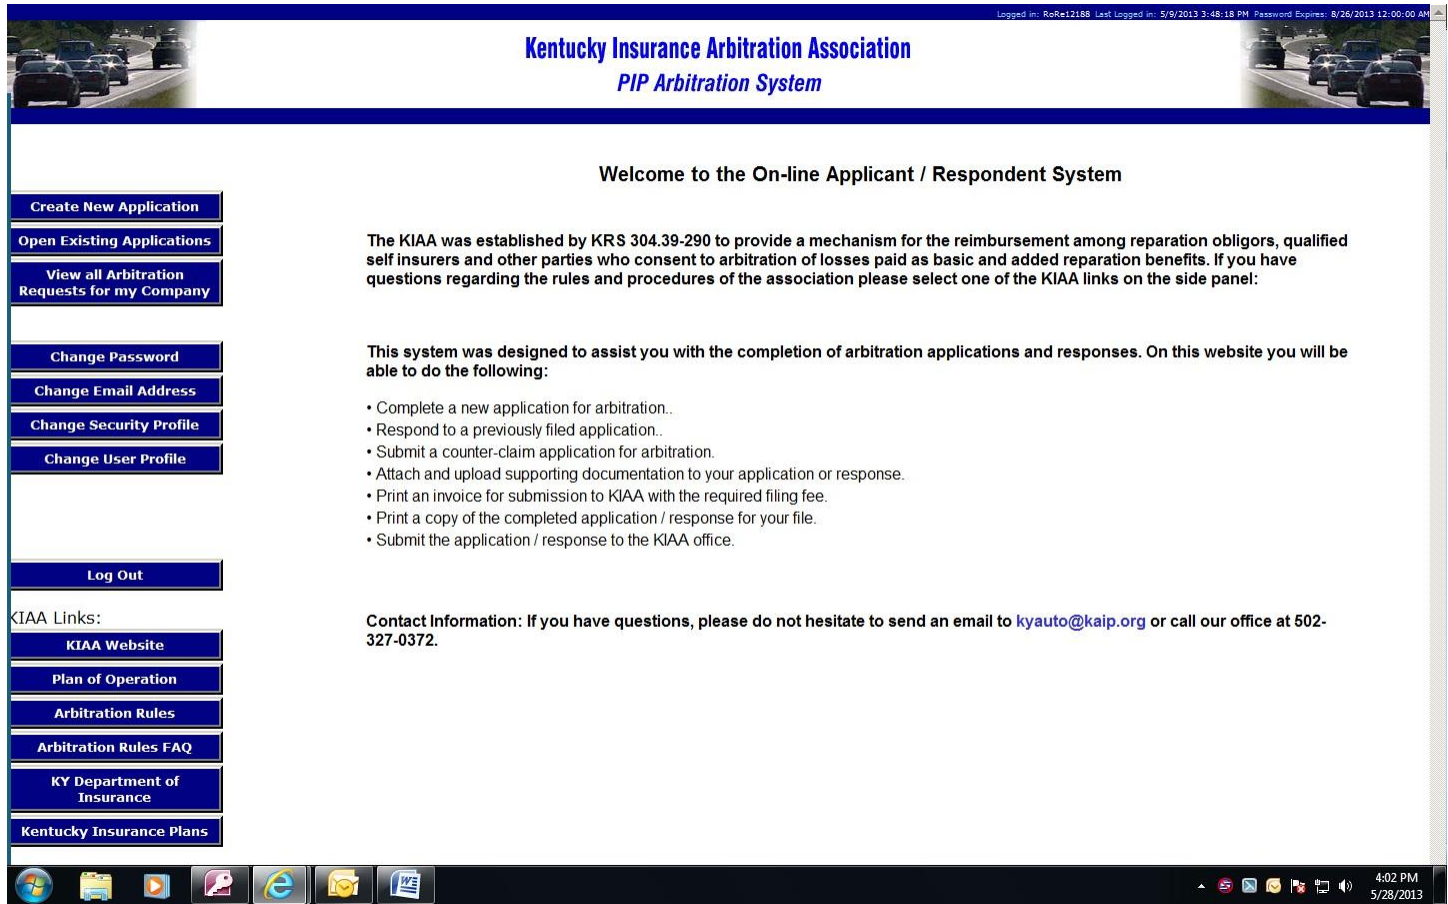 Logged in: RoRe12188 Last Logged in: 5/9/2013 3:48:18 PM Password Expires: 8/26/2013 12:00:00 AM
Kentucky Insurance Arbitration Association
PIP Arbitration System
Create New Application
Open Existing Applications
View all Arbitration
Requests for my Company
Change Password
Change Email Address
Change Security Profile
Change User Profile
Log Out
KIAA Links:
KIAA Website
Plan of Operation
Arbitration Rules
Arbitration Rules FAQ
KY Department of
Insurance
Kentucky Insurance Plans
Welcome to the On-line Applicant / Respondent System
The KIAA was established by KRS 304.39-290 to provide a mechanism for the reimbursement among reparation obligors, qualified
self insurers and other parties who consent to arbitration of losses paid as basic and added reparation benefits. If you have
questions regarding the rules and procedures of the association please select one of the KIAA links on the side panel:
This system was designed to assist you with the completion of arbitration applications and responses. On this website you will be
able to do the following:
• Complete a new application for arbitration..
• Respond to a previously filed application..
• Submit a counter-claim application for arbitration.
• Attach and upload supporting documentation to your application or response.
• Print an invoice for submission to KIAA with the required filing fee.
• Print a copy of the completed application / response for your file.
• Submit the application / response to the KIAA office.
Contact Information: If you have questions, please do not hesitate to send an email to kyauto@kaip.org or call our office at 502-
327-0372.
4:02 PM
5/28/2013